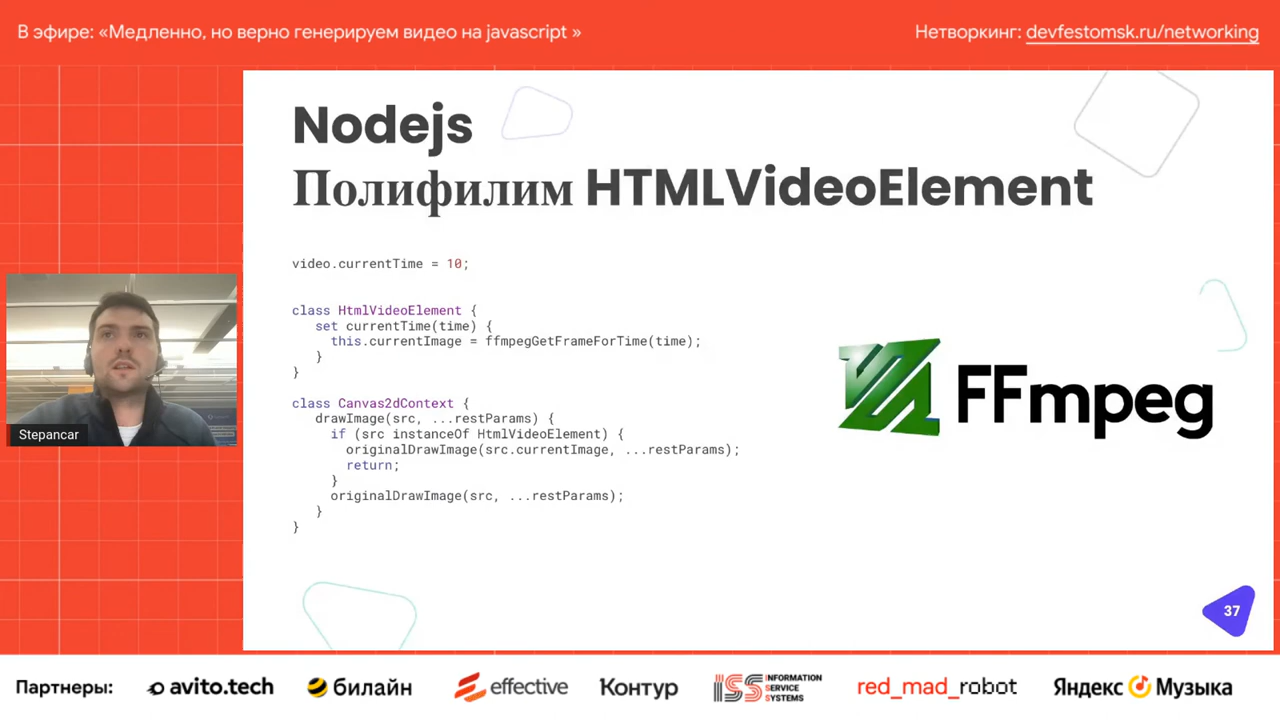 В эфире: «Медленно, но верно генерируем видео на javascript »
Нетворкинг: devfestomsk.ru/networking
Nodejs
Полифилим HTMLVideoElement
video.currentTime = 10;
class HtmlVideoElement {
set currentTime(time) {
this.currentImage = ffmpegGetFrameForTime(time);
}
}
class Canvas2dContext {
drawImage(src, ...restParams) {
if (src instanceOf HtmlVideoElement) {
originalDrawImage(src.currentImage, ...restParams);
return;
}
originalDrawImage(src, ...restParams);
}
}
FFmpeg
Stepancar
37
Партнеры:
avito.tech
билайн
effective
Контур
ISS INFORMATION
SERVICE
SYSTEMS
red_mad_robot
Яндекс Музыка